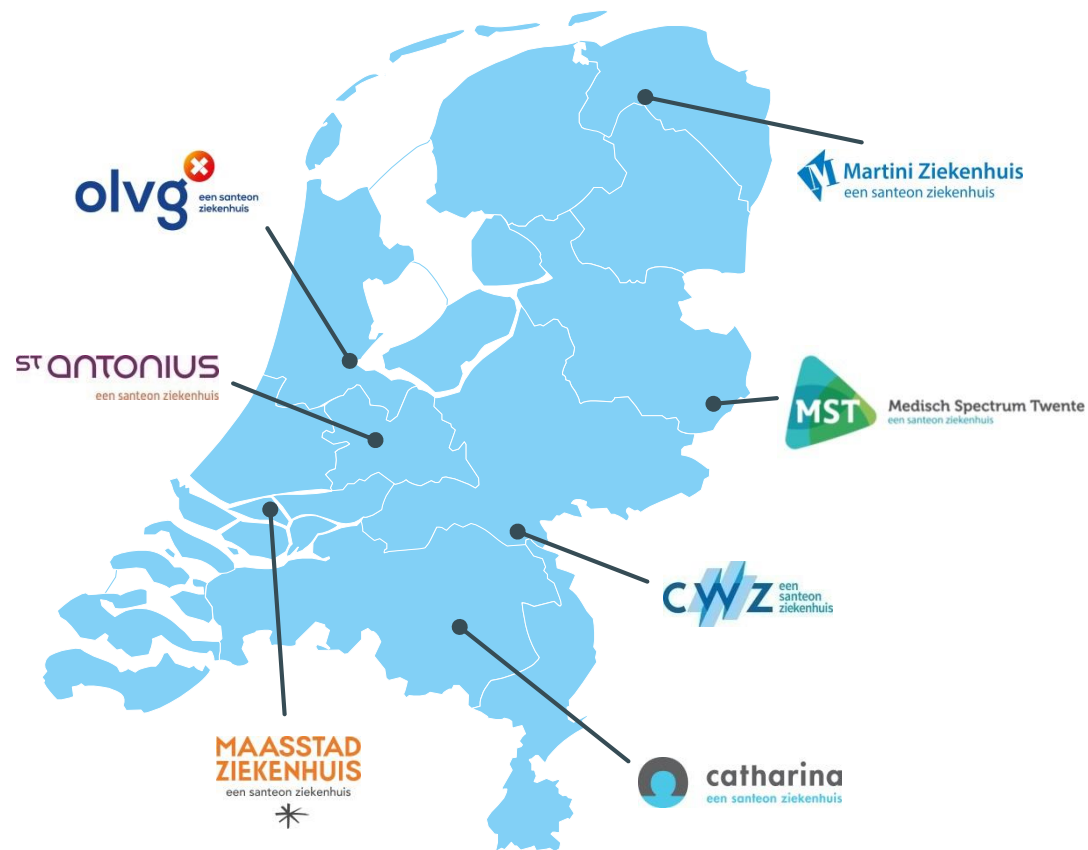 Martini Ziekenhuis
een santeon ziekenhuis
olvg
een santeon
ziekenhuis
ST antonius
een santeon ziekenhuis
MST
Medisch Spectrum Twente
een santeon ziekenhuis
CWZ
een
santeon
ziekenhuis
MAASSTAD
ZIEKENHUIS
een santeon ziekenhuis
catharina
een santeon ziekenhuis